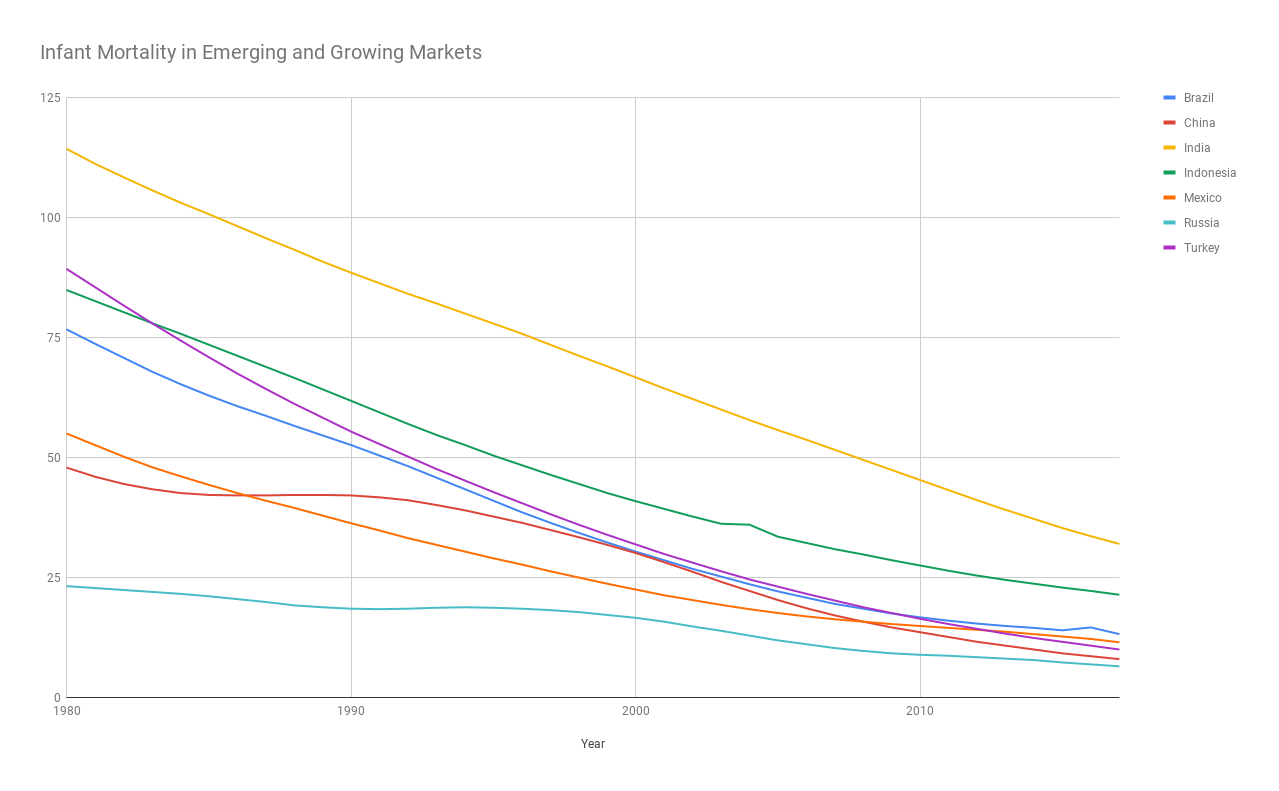 Infant Mortality in Emerging and Growing Markets
125
100
75
50
25
0
1980
1990
2000
2010
Year
Brazil
China
India
Indonesia
Mexico
Russia
Turkey